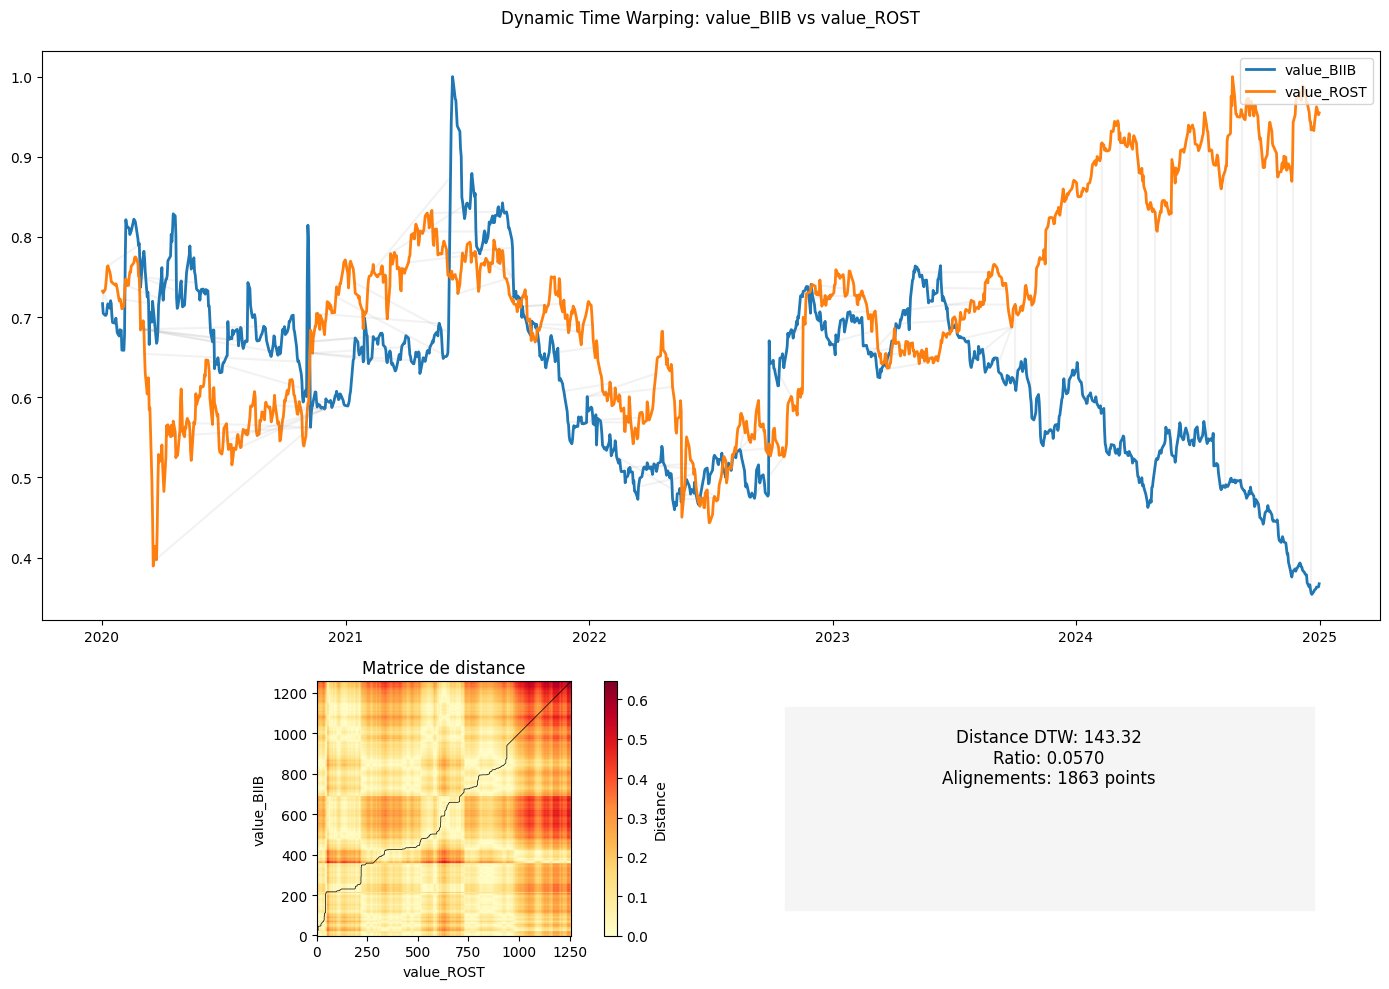 Dynamic Time Warping: value_BIIB vs value_ROST
value_BIIB
value_ROST
1.0
0.9
0.8
0.7
0.6
0.5
0.4
2020 2021 2022 2023 2024 2025
Matrice de distance
value_BIIB
1200
1000
800
600
400
200
0
0 250 500 750 1000 1250
value_ROST
0.6
0.5
0.4
0.3
0.2
0.1
0.0
Distance
Distance DTW: 143.32
Ratio: 0.0570
Alignements: 1863 points